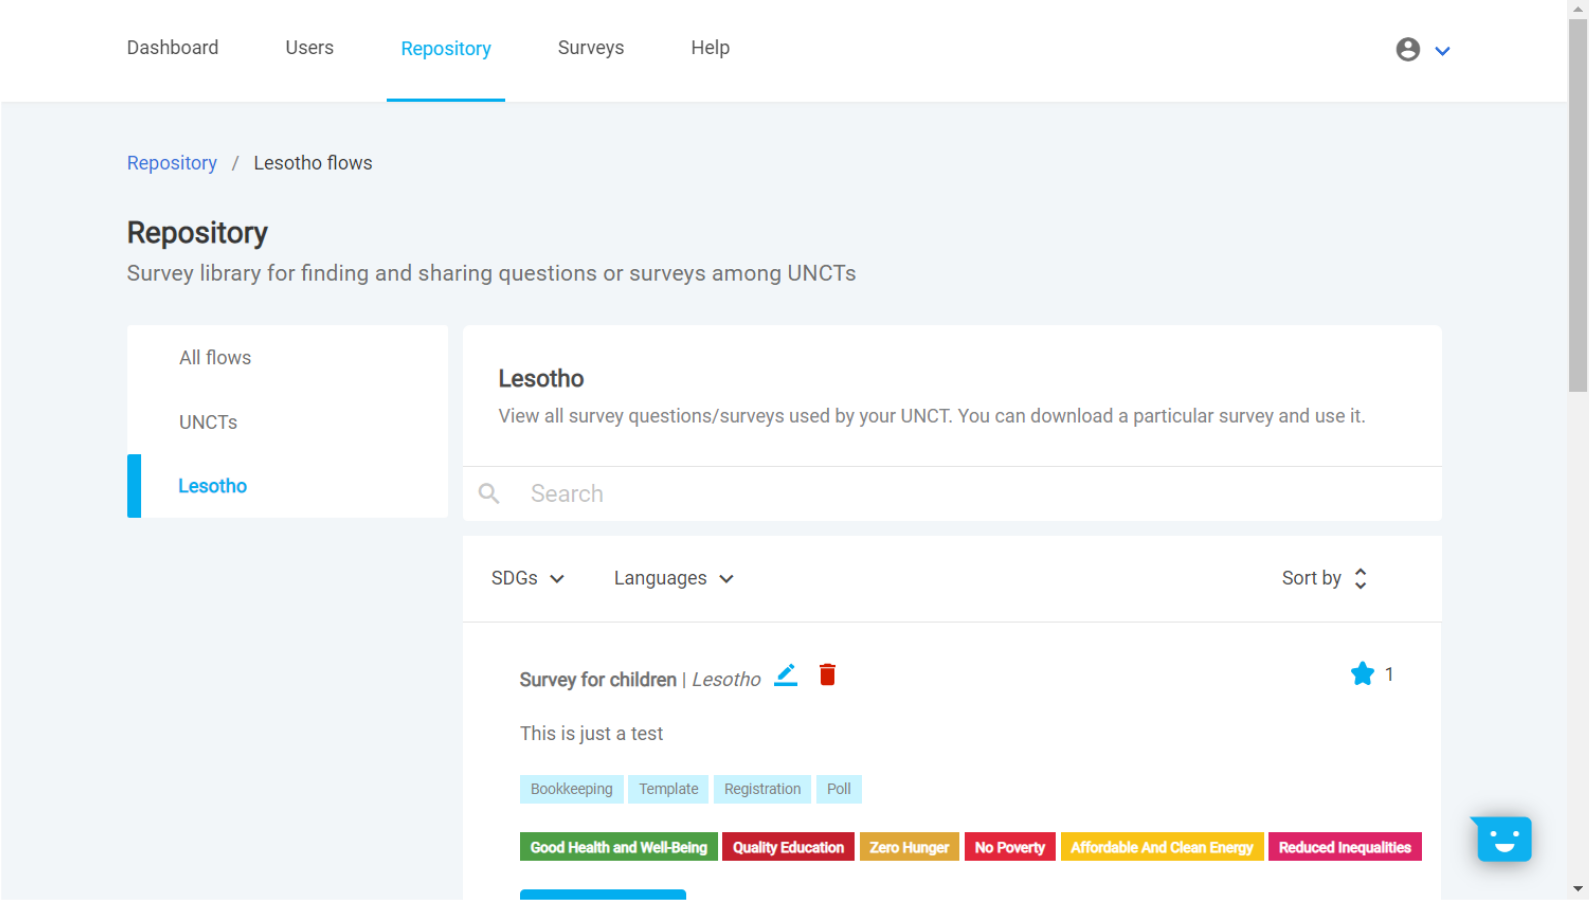 Dashboard Users Repository Surveys Help
Repository / Lesotho flows
Repository
Survey library for finding and sharing questions or surveys among UNCTs
All flows
UNCTs
Lesotho
Lesotho
View all survey questions/surveys used by your UNCT. You can download a particular survey and use it.
Search
SDGs Languages Sort by
Survey for children | Lesotho 1
This is just a test
Bookkeeping Template Registration Poll
Good Health and Well-Being Quality Education Zero Hunger No Poverty Affordable And Clean Energy Reduced Inequalities